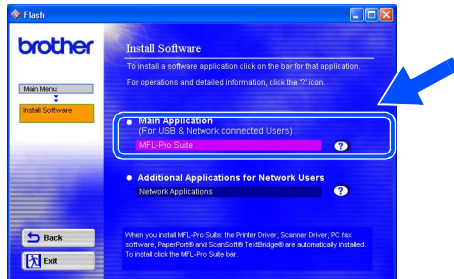 Flash
brother
Install Software
To install a software application click on the bar for that application.
For operations and detailed information, click the '?' icon.
Main Menu
Install Software
Main Application
(For USB & Network connected Users)
MFL-Pro Suite
?
Additional Applications for Network Users
Network Applications
?
Back
Exit
When you install MFL-Pro Suite: the Printer Driver, Scanner Driver, PC fax
software, PaperPort® and ScanSoft® TextBridge® are automatically installed.
To install click the MFL-Pro Suite bar.